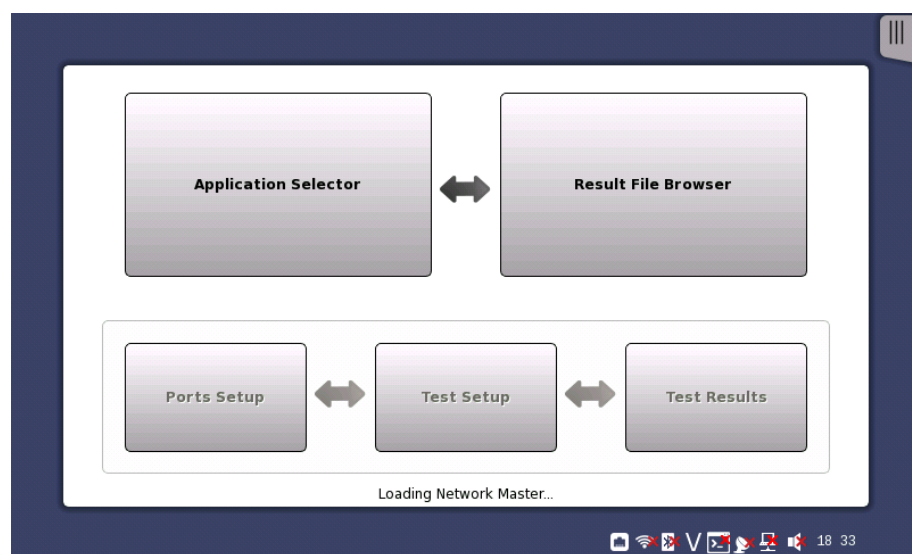 Application Selector
Result File Browser
Ports Setup
Test Setup
Test Results
Loading Network Master...
18 33